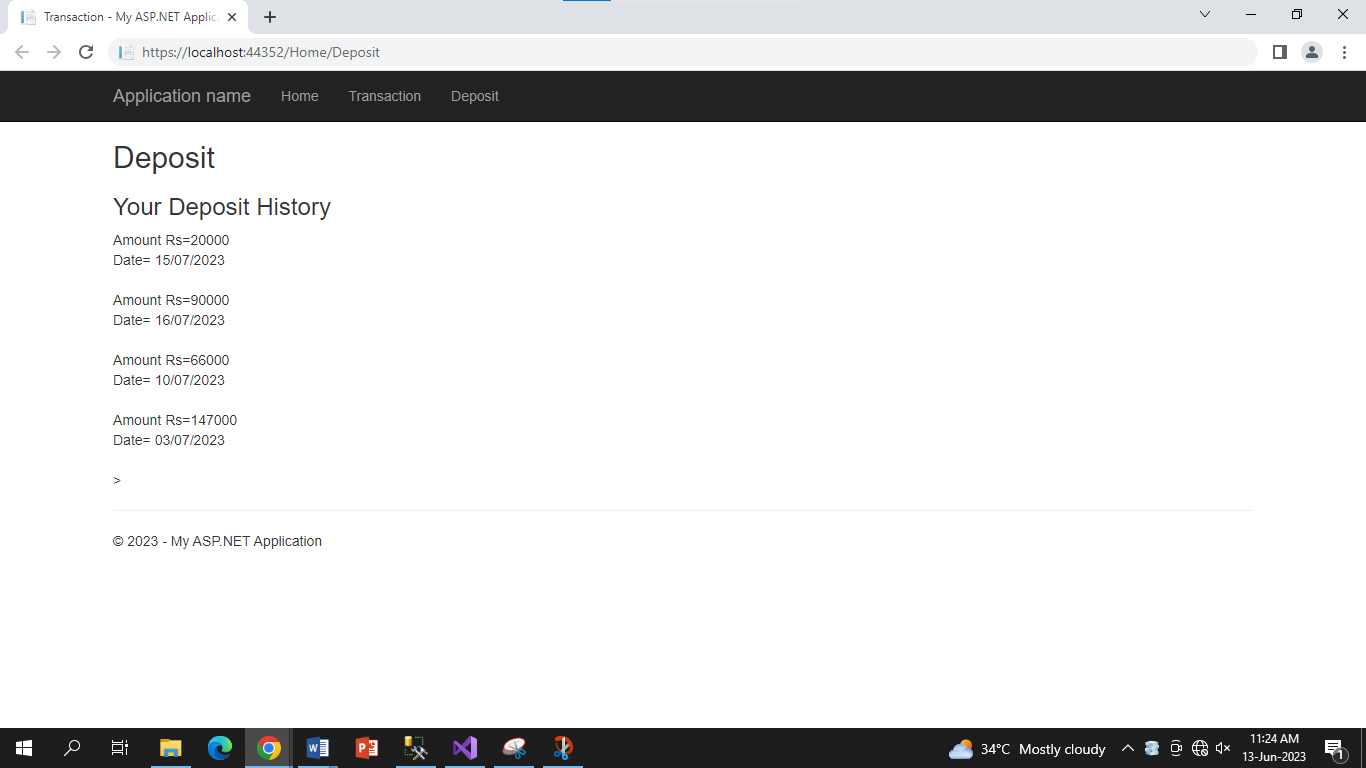 Transaction - My ASP.NET Applic
https://localhost:44352/Home/Deposit
Application name Home Transaction Deposit
Deposit
Your Deposit History
Amount Rs=20000
Date= 15/07/2023
Amount Rs=90000
Date= 16/07/2023
Amount Rs=66000
Date= 10/07/2023
Amount Rs=147000
Date= 03/07/2023
>
© 2023 - My ASP.NET Application
34°C Mostly cloudy
11:24 AM
13-Jun-2023
1